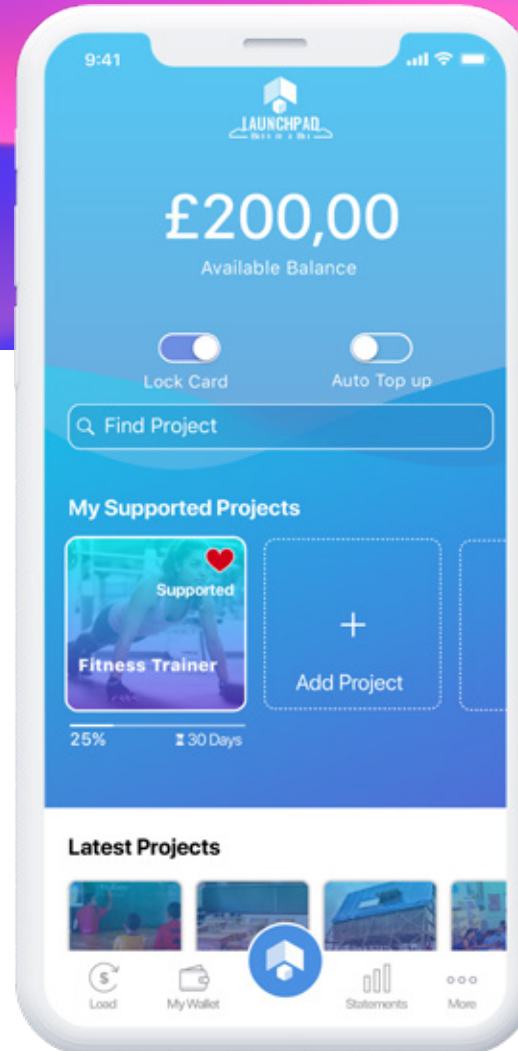 9:41
LAUNCHPAD
£200,00
Available Balance
Lock Card Auto Top up
Find Project
My Supported Projects
Supported
Fitness Trainer
+
Add Project
25% 30 Days
Latest Projects
Load My Wallet Statements More